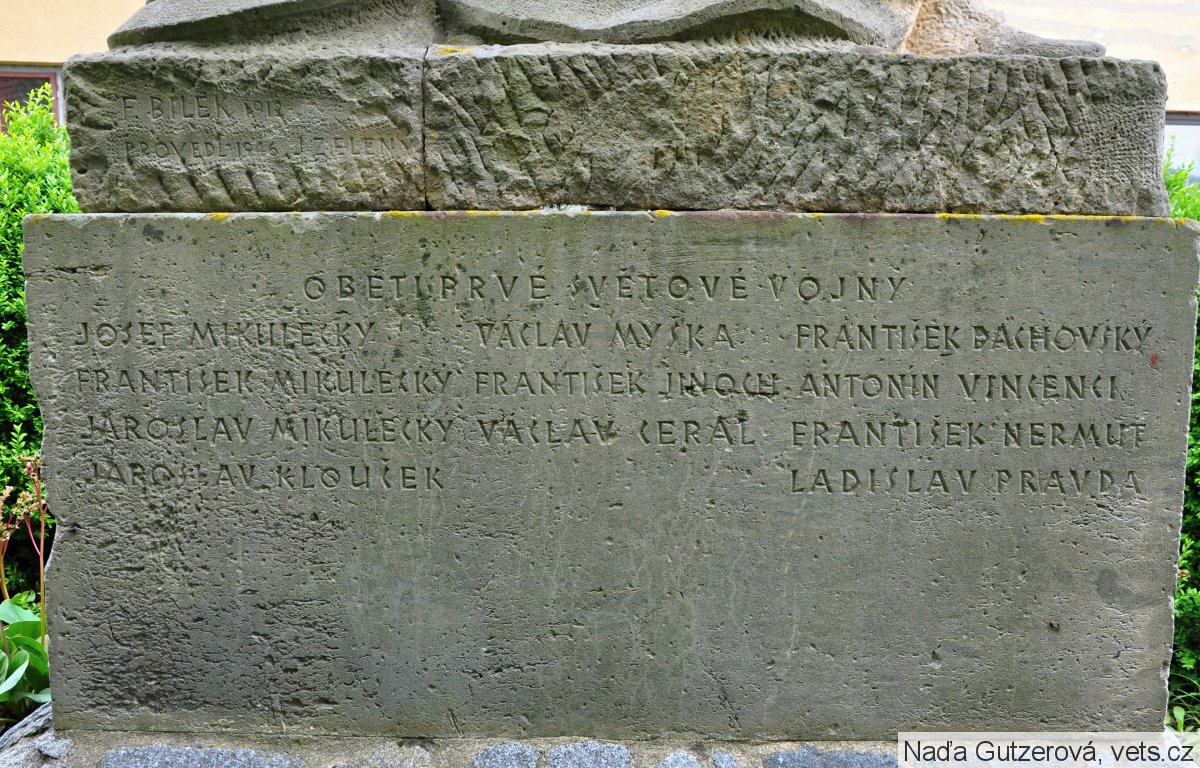 F. BÍLEK 1913
PROVEDL 1946 J. ZELENÝ
OBĚTI PRVÉ SVĚTOVÉ VOJNY
JOSEF MIKULECKÝ VÁCLAV MYŠKA FRANTIŠEK DACHOVSKÝ
FRANTIŠEK MIKULECKÝ FRANTIŠEK JINOCH ANTONÍN VINCENCI
JAROSLAV MIKULECKÝ VÁCLAV CERAL FRANTIŠEK NERMUT
JAROSLAV KLOUČEK LADISLAV PRAVDA
Naďa Gutzerová, vets.cz